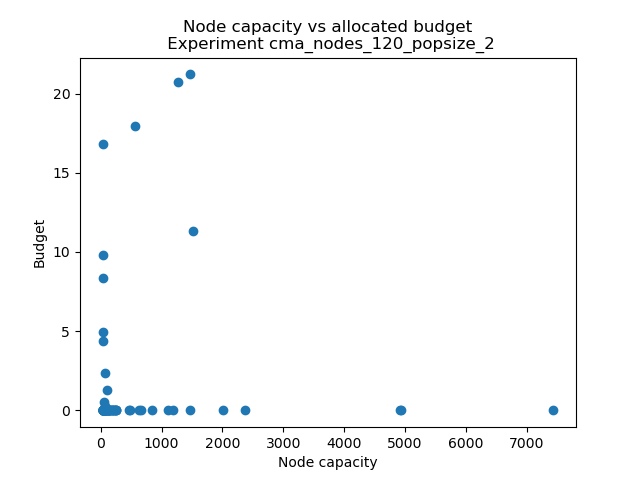 Node capacity vs allocated budget
Experiment cma_nodes_120_popsize_2
20
15
10
5
0
Budget
0 1000 2000 3000 4000 5000 6000 7000
Node capacity